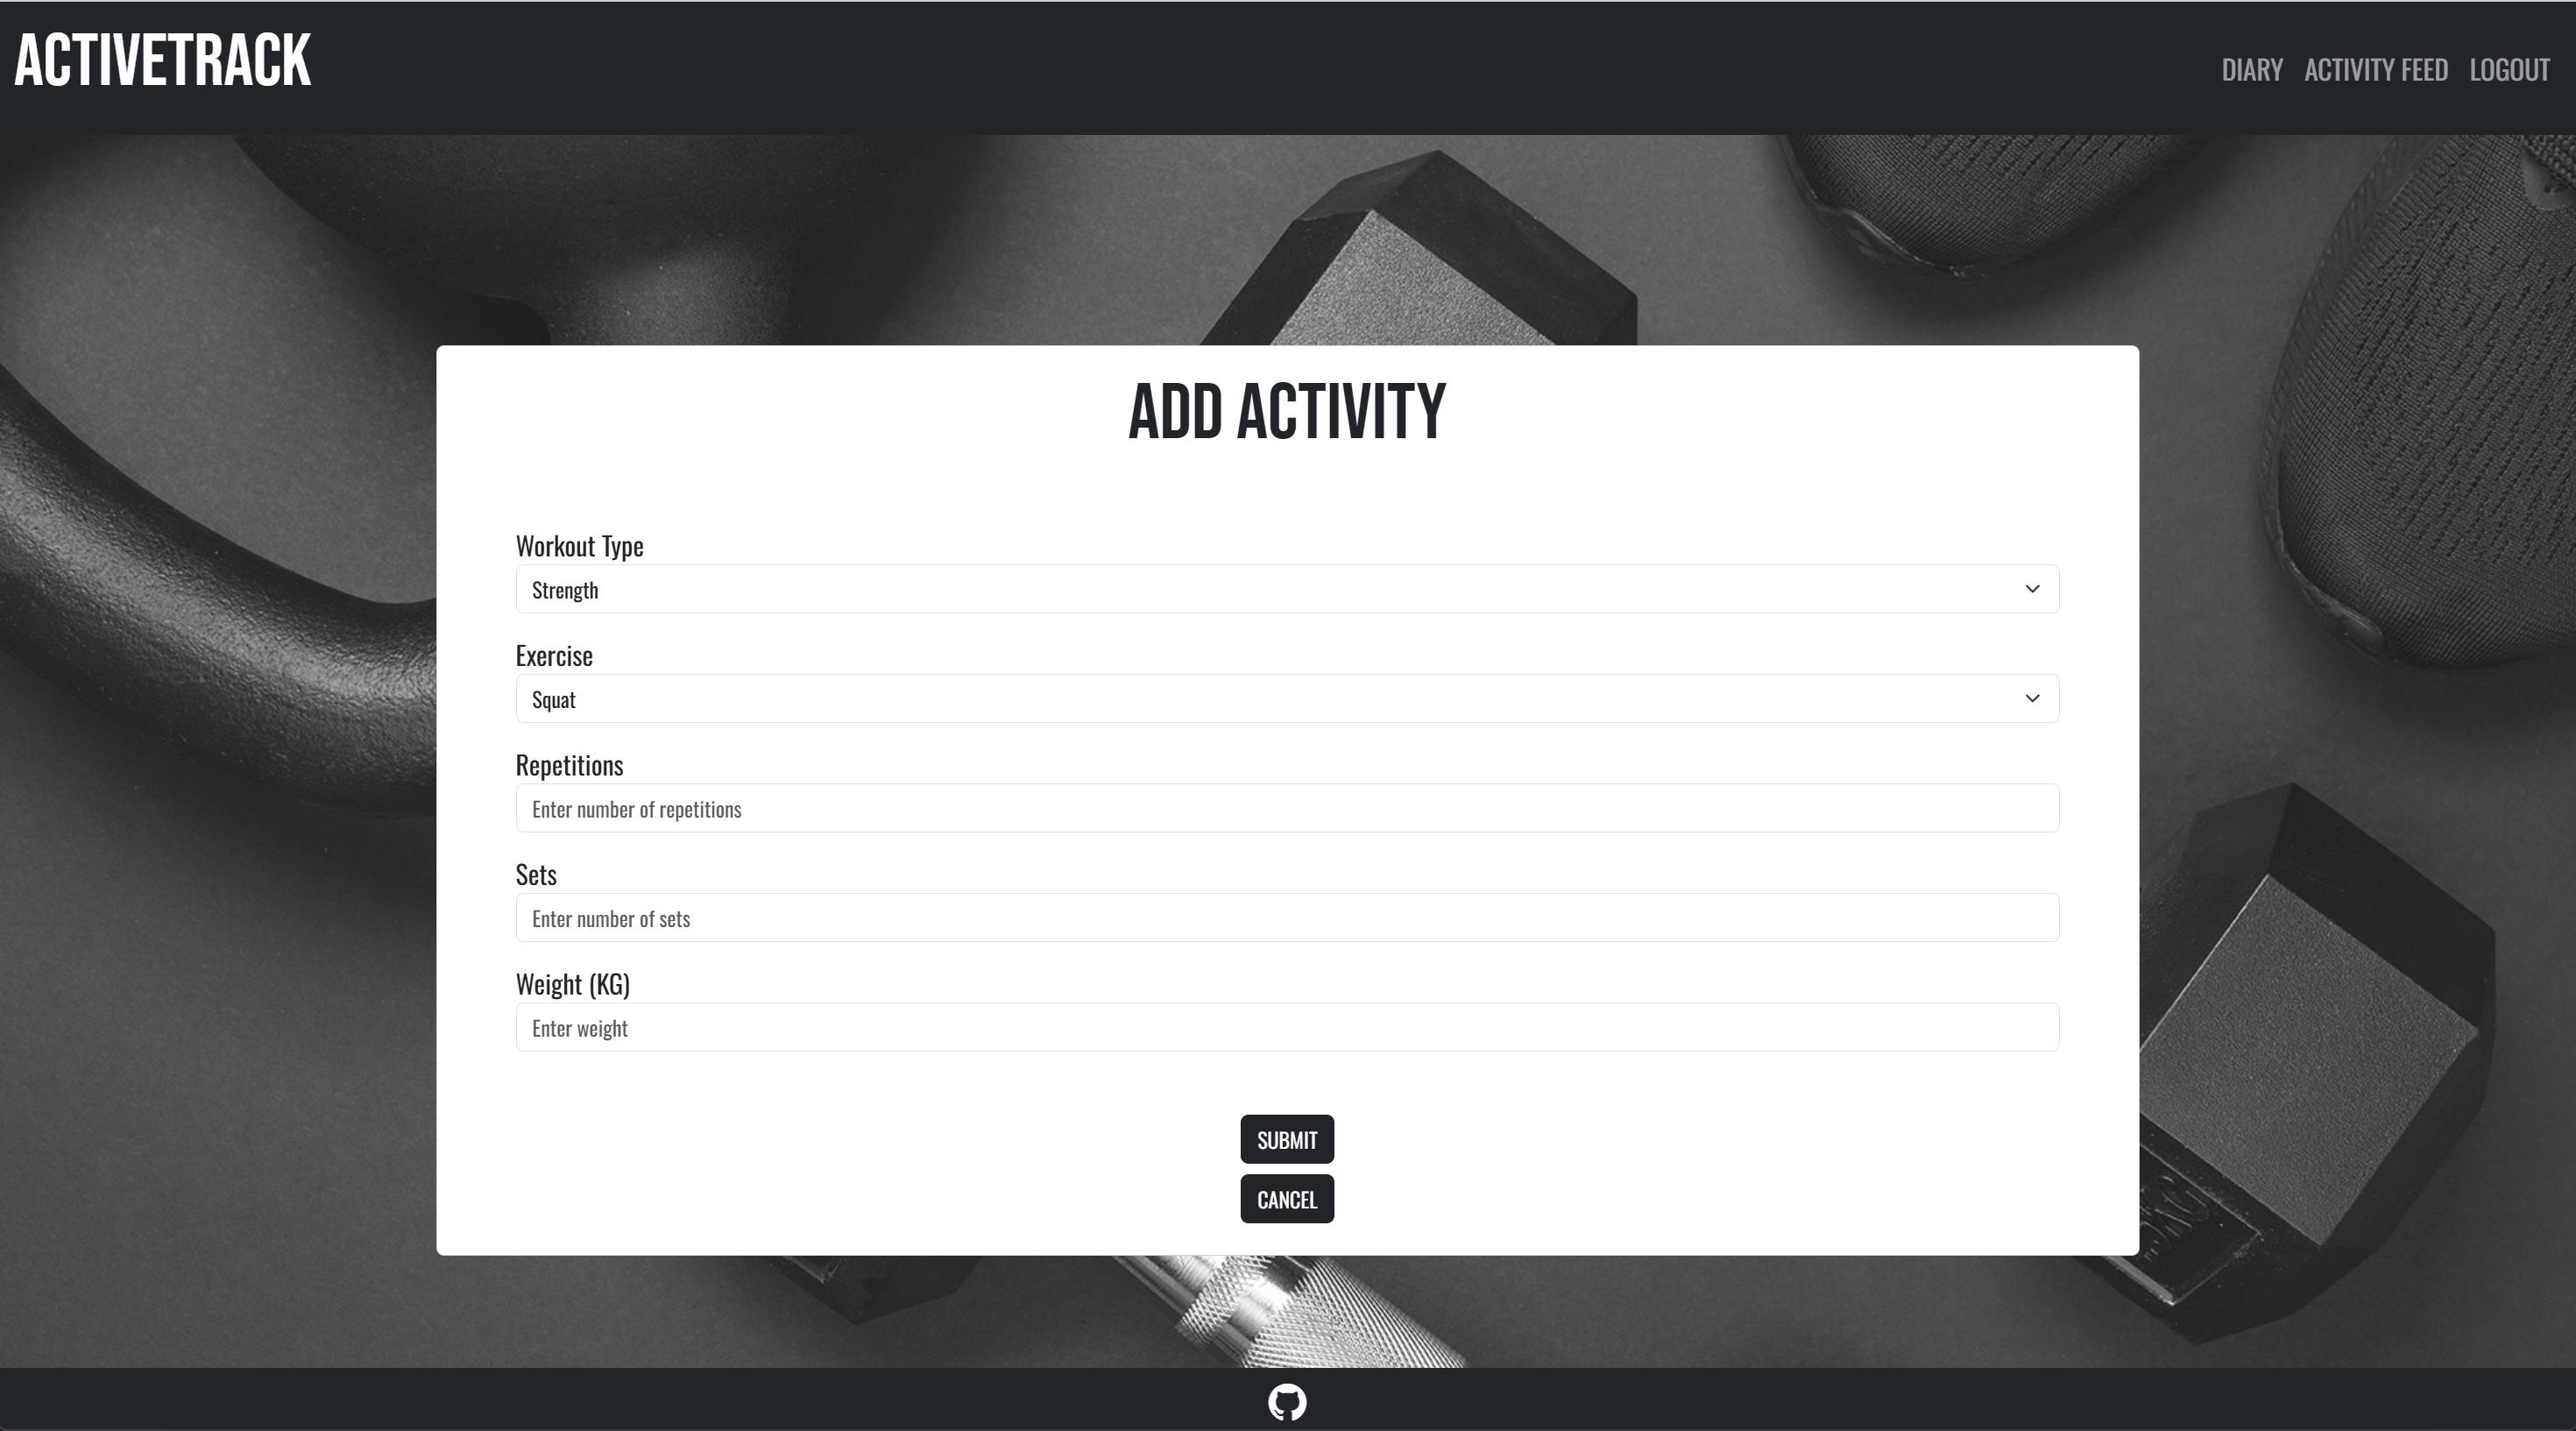 ACTIVETRACK
DIARY ACTIVITY FEED LOGOUT
ADD ACTIVITY
Workout Type
Strength
Exercise
Squat
Repetitions
Enter number of repetitions
Sets
Enter number of sets
Weight (KG)
Enter weight
SUBMIT
CANCEL